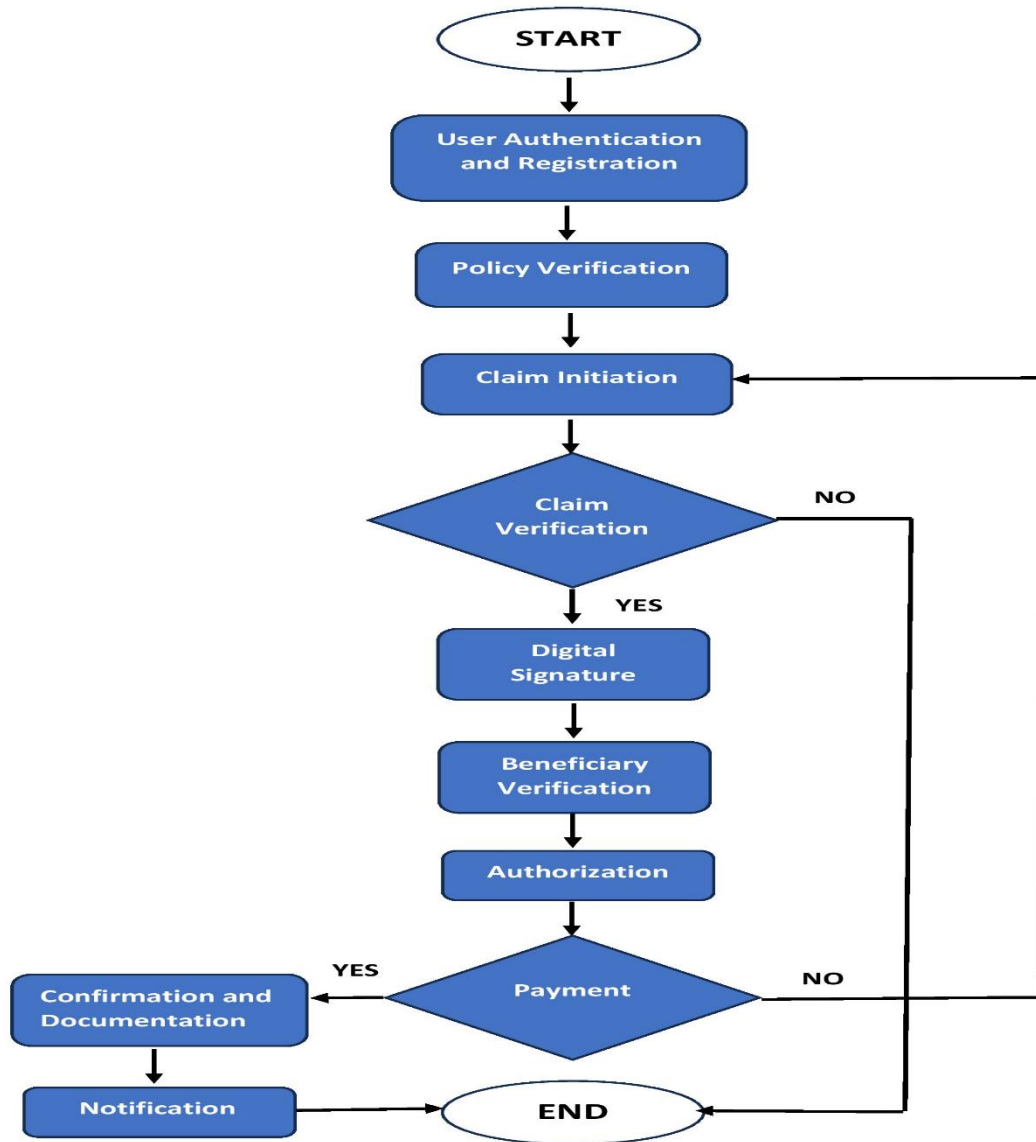 START
User Authentication
and Registration
Policy Verification
Claim Initiation
Claim
Verification
NO
YES
Digital
Signature
Beneficiary
Verification
Authorization
Payment
YES
NO
Confirmation and
Documentation
Notification
END